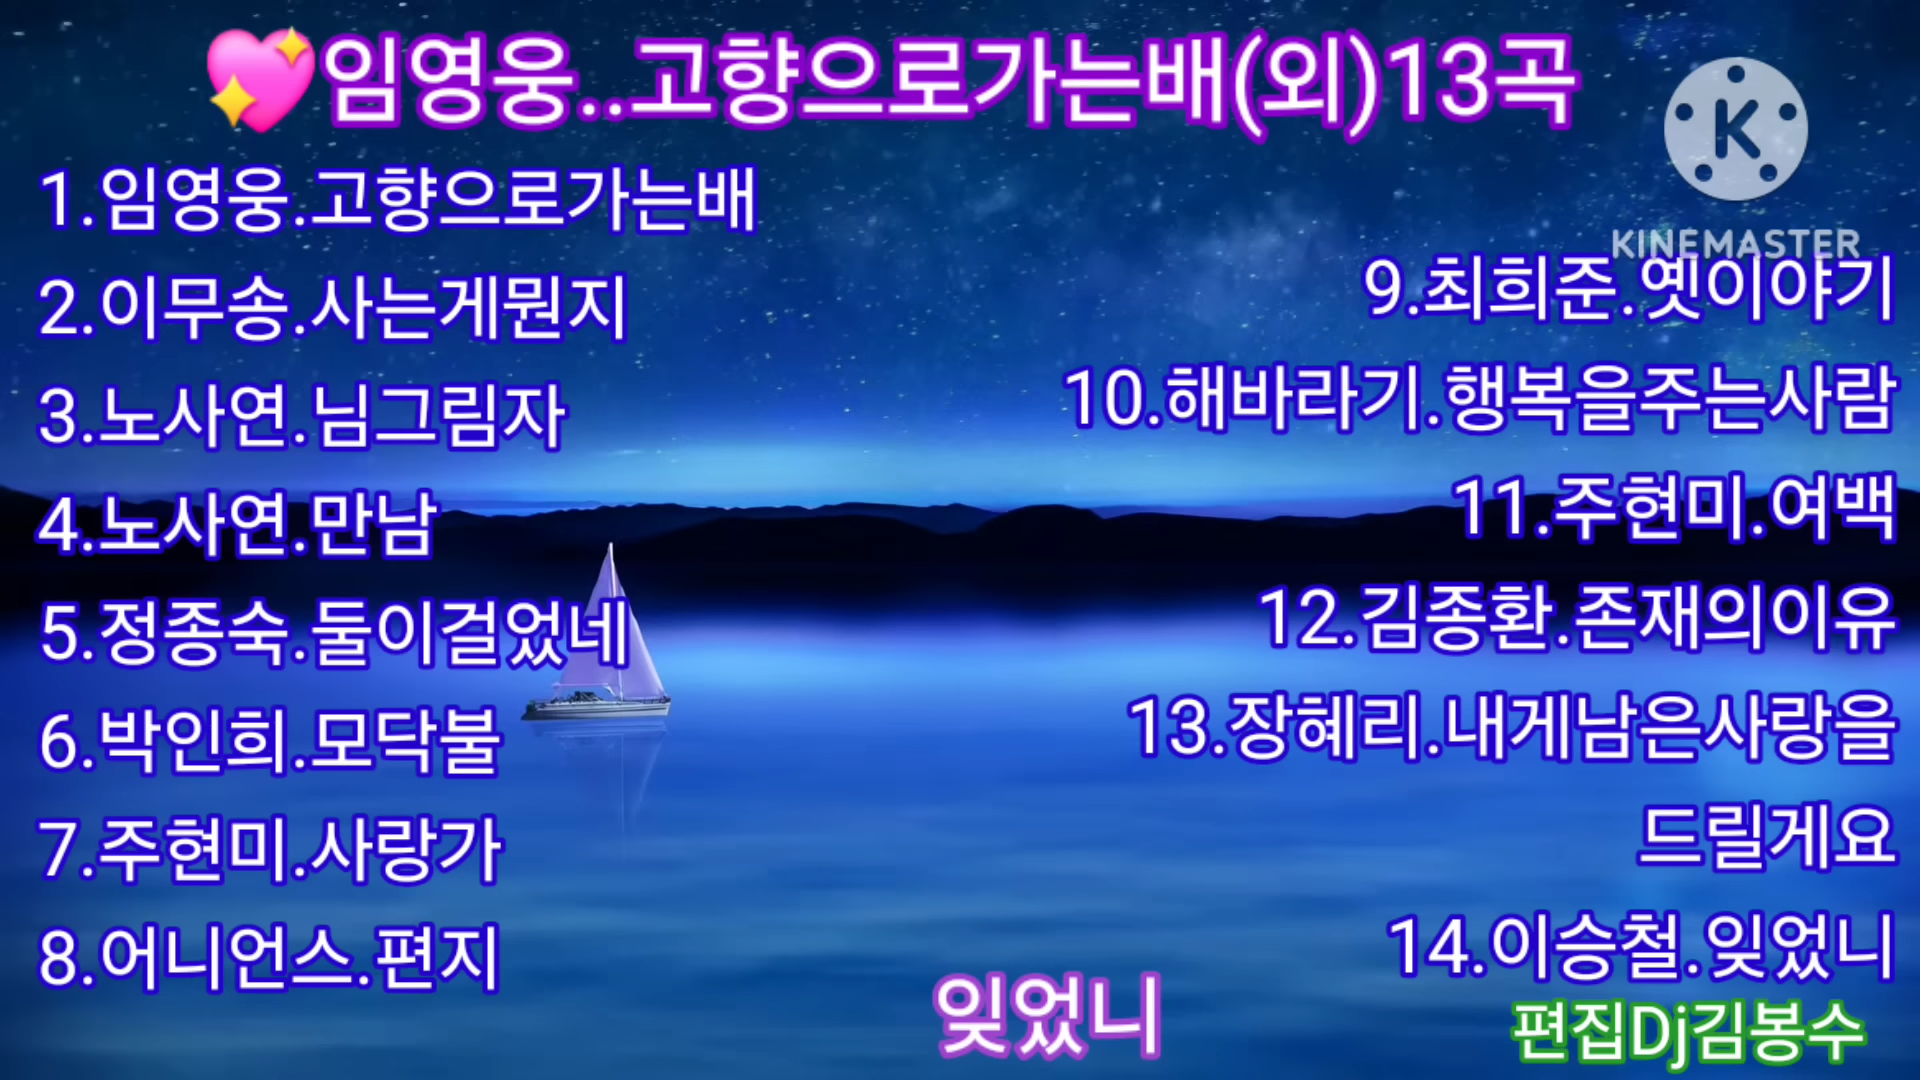 💖임영웅..고향으로가는배(외)13곡
KINEMASTER
1.임영웅.고향으로가는배
2.이무송.사는게뭔지
3.노사연.님그림자
4.노사연.만남
5.정종숙.둘이걸었네
6.박인희.모닥불
7.주현미.사랑가
8.어니언스.편지
9.최희준.옛이야기
10.해바라기.행복을주는사람
11.주현미.여백
12.김종환.존재의이유
13.장혜리.내게남은사랑을
드릴게요
14.이승철.잊었니
잊었니
편집Dj김봉수